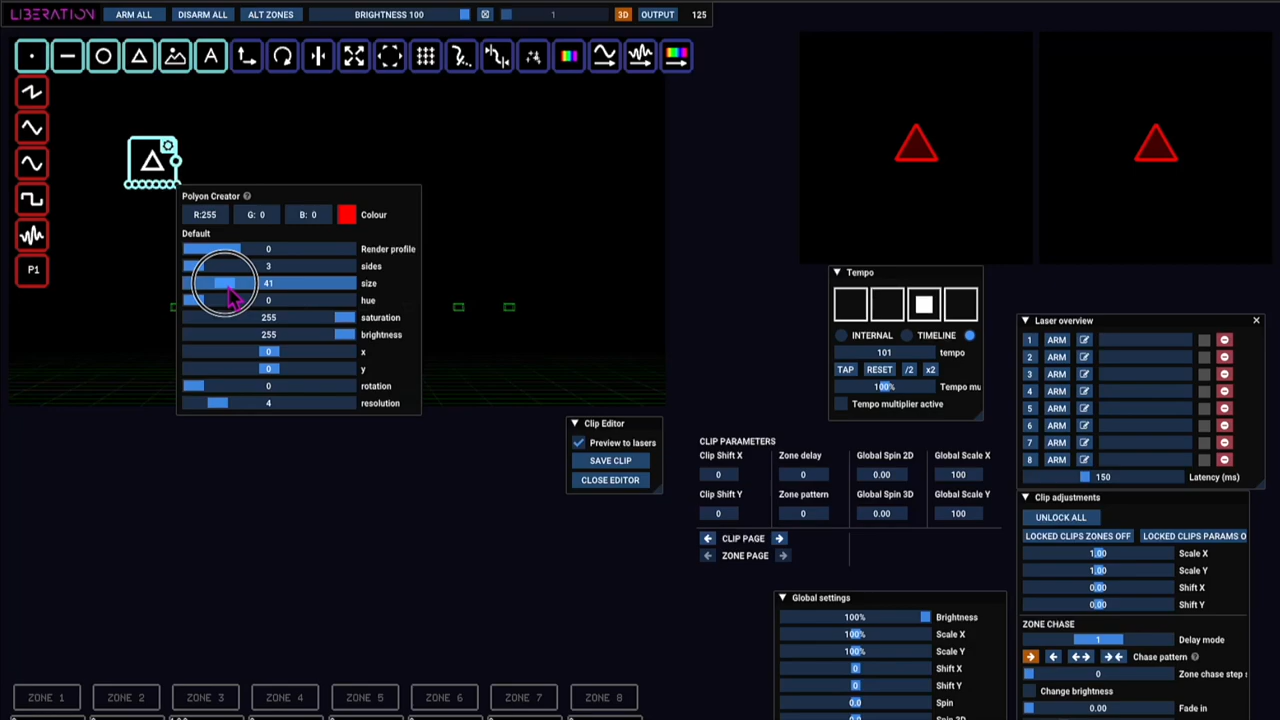 LIBERATION ARM ALL DISARM ALL ALT ZONES BRIGHTNESS 100 1 3D OUTPUT 125
A
P1
Polyon Creator ?
R:255 G: 0 B: 0 Colour
Default
0 Render profile
3 sides
41 size
0 hue
255 saturation
255 brightness
0 x
0 y
0 rotation
4 resolution
Clip Editor
Preview to lasers
SAVE CLIP
CLOSE EDITOR
Tempo
INTERNAL TIMELINE
101 tempo
TAP RESET /2 x2
100% Tempo mu
Tempo multiplier active
CLIP PARAMETERS
Clip Shift X Zone delay Global Spin 2D Global Scale X
0 0 0.00 100
Clip Shift Y Zone pattern Global Spin 3D Global Scale Y
0 0 0.00 100
CLIP PAGE
ZONE PAGE
Laser overview
1 ARM
2 ARM
3 ARM
4 ARM
5 ARM
6 ARM
7 ARM
8 ARM
150 Latency (ms)
Clip adjustments
UNLOCK ALL
LOCKED CLIPS ZONES OFF LOCKED CLIPS PARAMS O
1.00 Scale X
1.00 Scale Y
0.00 Shift X
0.00 Shift Y
ZONE CHASE
1 Delay mode
Chase pattern ?
0 Zone chase step
Change brightness
0.00 Fade in
Global settings
100% Brightness
100% Scale X
100% Scale Y
0 Shift X
0 Shift Y
0.0 Spin
0.0 Spin 3D
ZONE 1 ZONE 2 ZONE 3 ZONE 4 ZONE 5 ZONE 6 ZONE 7 ZONE 8